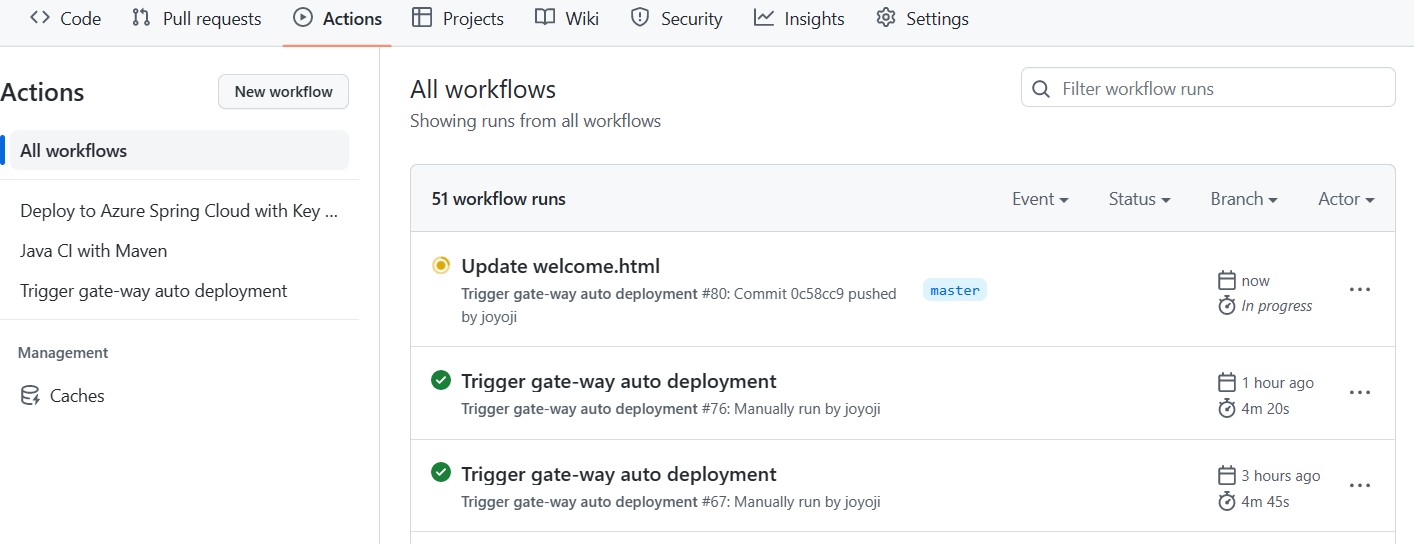 Code Pull requests Actions Projects Wiki Security Insights Settings
Actions
New workflow
All workflows
Deploy to Azure Spring Cloud with Key ...
Java CI with Maven
Trigger gate-way auto deployment
Management
Caches
All workflows
Showing runs from all workflows
Filter workflow runs
51 workflow runs
Event Status Branch Actor
Update welcome.html
Trigger gate-way auto deployment #80: Commit 0c58cc9 pushed
by joyoji
master
now
In progress
Trigger gate-way auto deployment
Trigger gate-way auto deployment #76: Manually run by joyoji
1 hour ago
4m 20s
Trigger gate-way auto deployment
Trigger gate-way auto deployment #67: Manually run by joyoji
3 hours ago
4m 45s